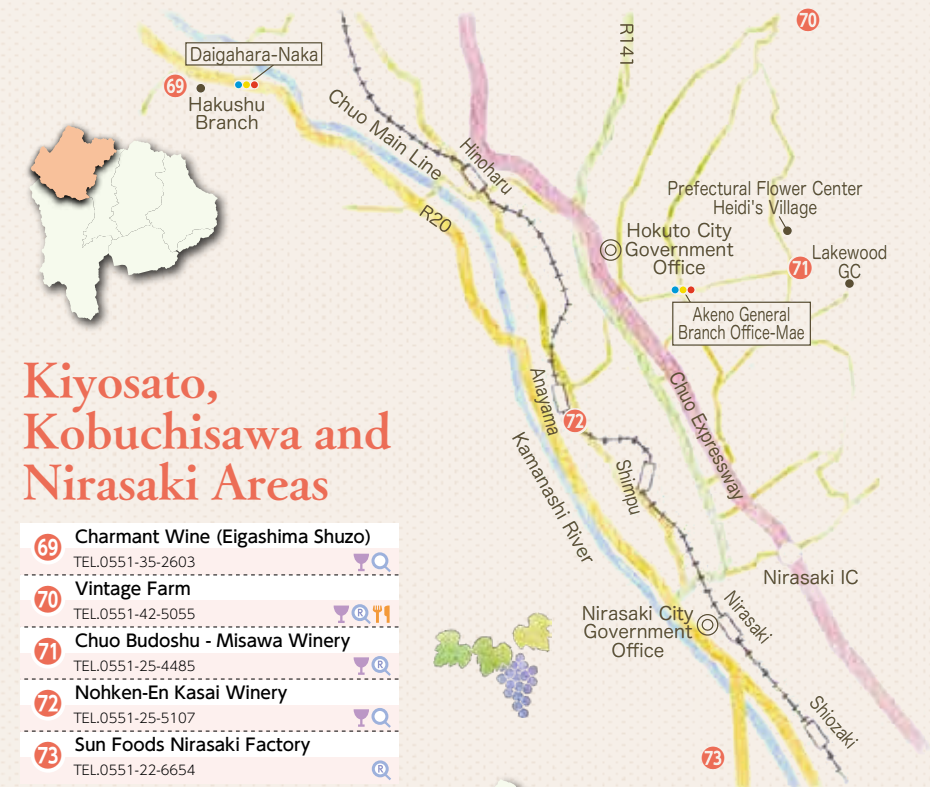 Daigahara-Naka
69
Hakushu
Branch
Chuo Main Line
Hinoharu
R141
70
R20
Prefectural Flower Center
Heidi's Village
Hokuto City
Government
Office
71
Lakewood
GC
Akeno General
Branch Office-Mae
Kiyosato,
Kobuchisawa and
Nirasaki Areas
Anayama
72
Chuo Expressway
Kamanashi River
Shimpu
Nirasaki IC
Nirasaki City
Government
Office
Nirasaki
Shiozaki
73
69 Charmant Wine (Eigashima Shuzo)
TEL.0551-35-2603
70 Vintage Farm
TEL.0551-42-5055 R
71 Chuo Budoshu - Misawa Winery
TEL.0551-25-4485 R
72 Nohken-En Kasai Winery
TEL.0551-25-5107
73 Sun Foods Nirasaki Factory
TEL.0551-22-6654 R